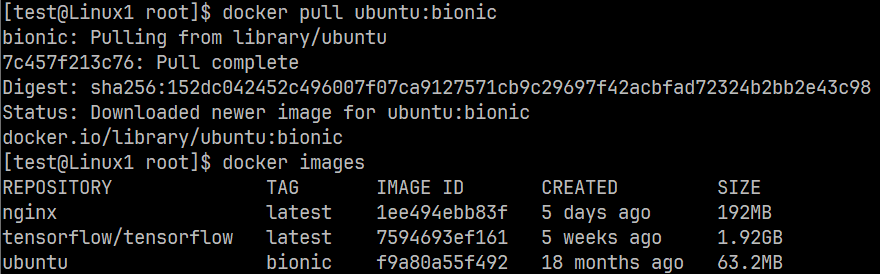 [test@Linux1 root]$ docker pull ubuntu:bionic
bionic: Pulling from library/ubuntu
7c457f213c76: Pull complete
Digest: sha256:152dc042452c496007f07ca9127571cb9c29697f42acbfad72324b2bb2e43c98
Status: Downloaded newer image for ubuntu:bionic
docker.io/library/ubuntu:bionic
[test@Linux1 root]$ docker images
REPOSITORY TAG IMAGE ID CREATED SIZE
nginx latest 1ee494ebb83f 5 days ago 192MB
tensorflow/tensorflow latest 7594693ef161 5 weeks ago 1.92GB
ubuntu bionic f9a80a55f492 18 months ago 63.2MB